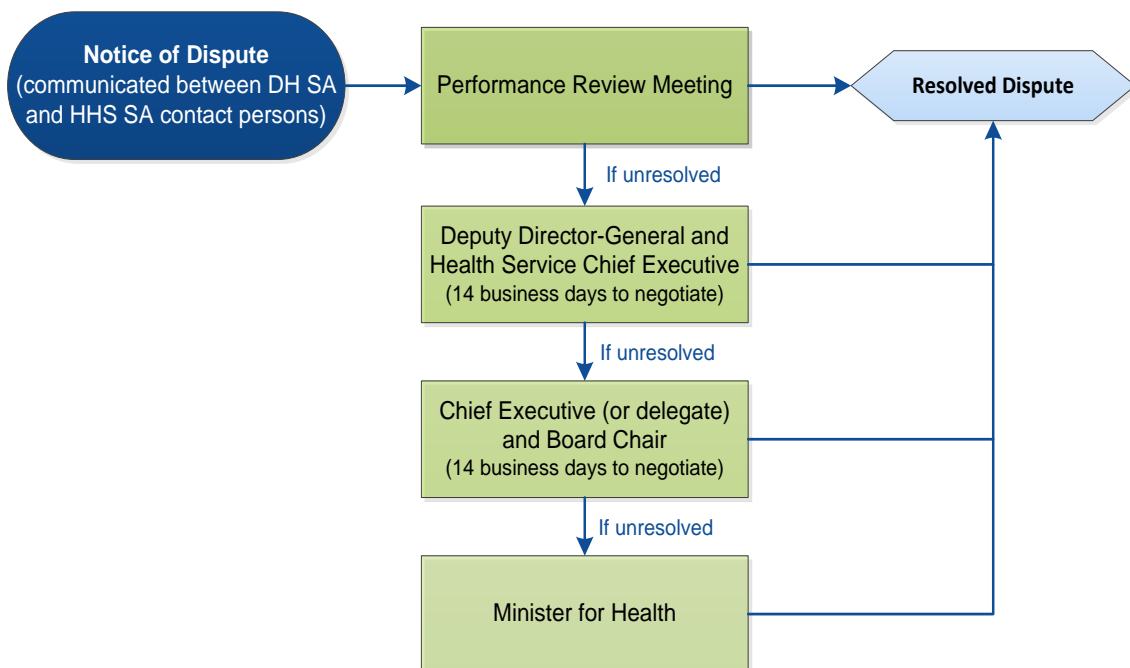 Notice of Dispute
(communicated between DH SA
and HHS SA contact persons)
Performance Review Meeting
Resolved Dispute
If unresolved
Deputy Director-General and
Health Service Chief Executive
(14 business days to negotiate)
If unresolved
Chief Executive (or delegate)
and Board Chair
(14 business days to negotiate)
If unresolved
Minister for Health